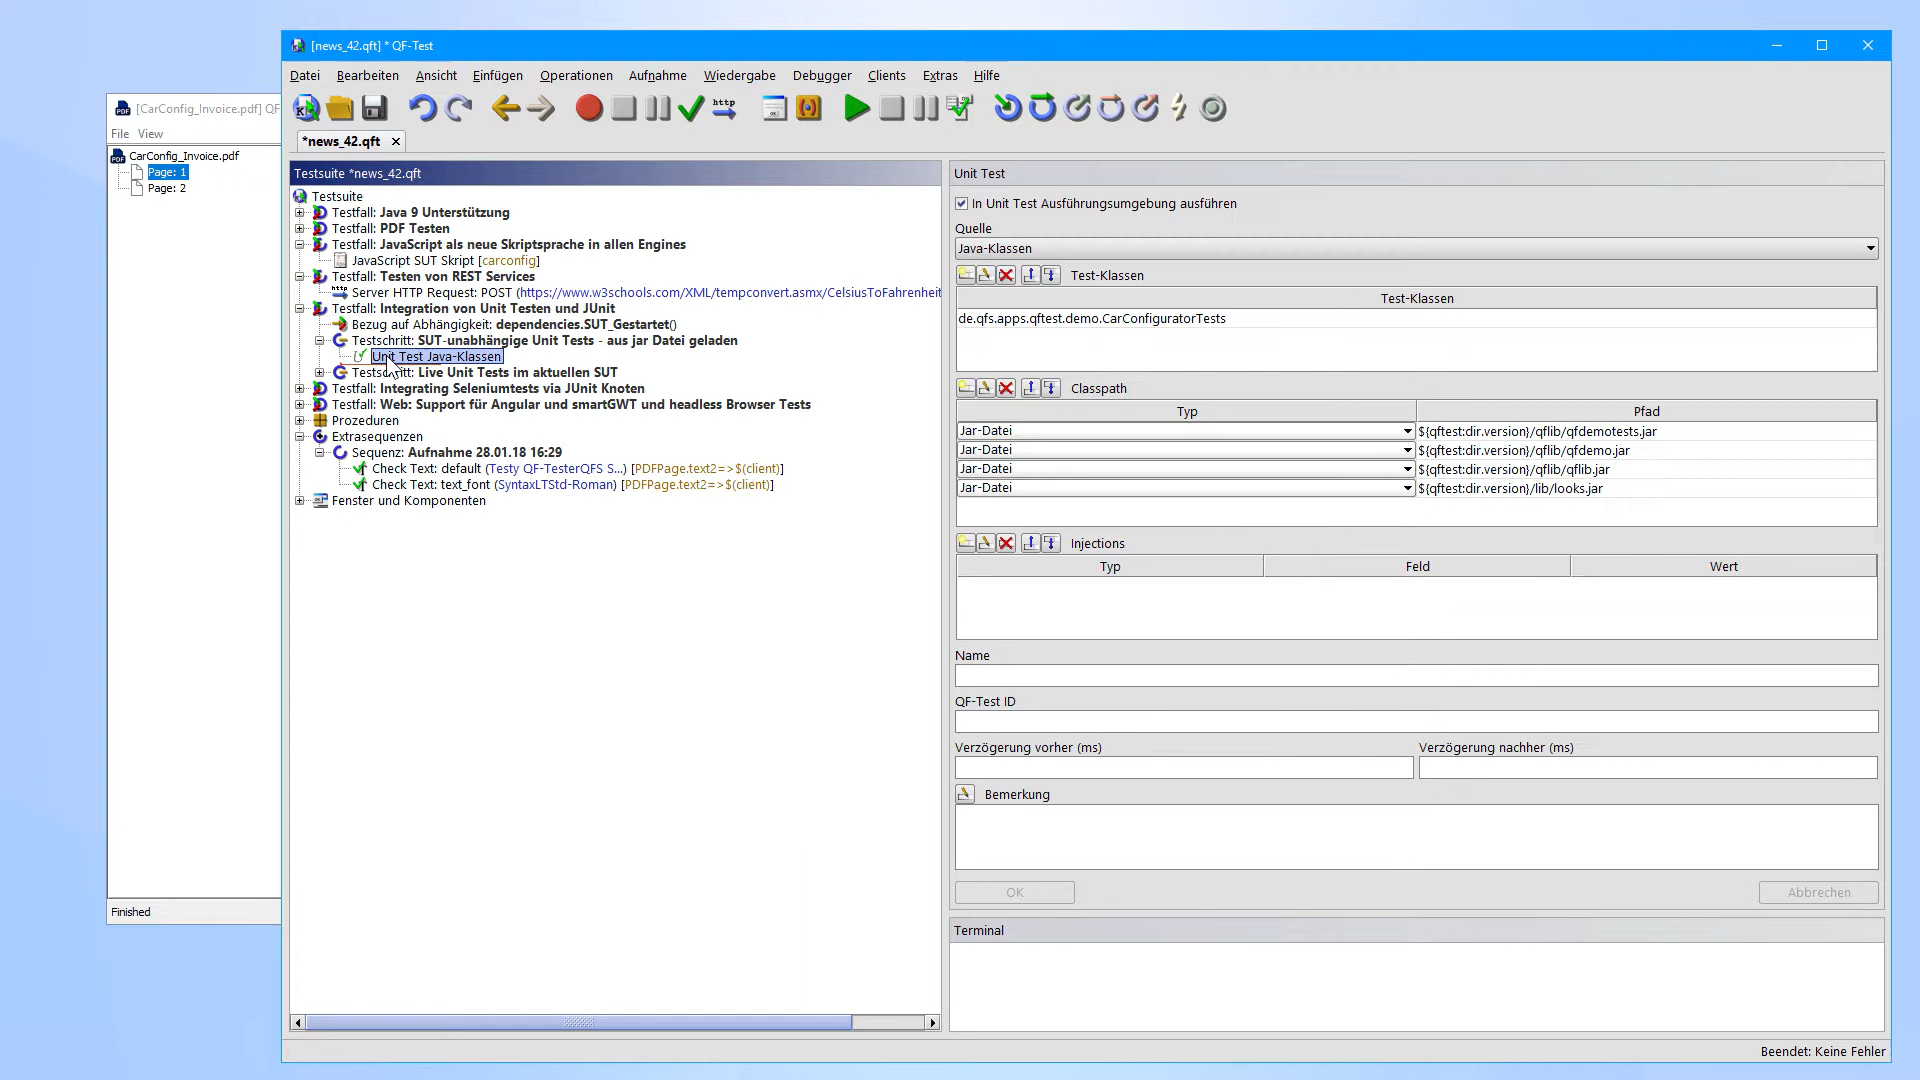 [CarConfig_Invoice.pdf] QF
File View
CarConfig_Invoice.pdf
Page: 1
Page: 2
Finished
[news_42.qft] * QF-Test
Datei Bearbeiten Ansicht Einfügen Operationen Aufnahme Wiedergabe Debugger Clients Extras Hilfe
http
*news_42.qft
Testsuite *news_42.qft
Testsuite
Testfall: Java 9 Unterstützung
Testfall: PDF Testen
Testfall: JavaScript als neue Skriptsprache in allen Engines
JavaScript SUT Skript [carconfig]
Testfall: Testen von REST Services
http Server HTTP Request: POST (https://www.w3schools.com/XML/tempconvert.asmx/CelsiusToFahrenheit
Testfall: Integration von Unit Testen und JUnit
Bezug auf Abhängigkeit: dependencies.SUT_Gestartet()
Testschritt: SUT-unabhängige Unit Tests - aus jar Datei geladen
Unit Test Java-Klassen
Testschritt: Live Unit Tests im aktuellen SUT
Testfall: Integrating Seleniumtests via JUnit Knoten
Testfall: Web: Support für Angular und smartGWT und headless Browser Tests
Prozeduren
Extrasequenzen
Sequenz: Aufnahme 28.01.18 16:29
Check Text: default (Testy QF-TesterQFS S...) [PDFPage.text2=>$(client)]
Check Text: text_font (SyntaxLTStd-Roman) [PDFPage.text2=>$(client)]
Fenster und Komponenten
Unit Test
In Unit Test Ausführungsumgebung ausführen
Quelle
Java-Klassen
Test-Klassen
Test-Klassen
de.qfs.apps.qftest.demo.CarConfiguratorTests
Classpath
Typ Pfad
Jar-Datei ${qftest:dir.version}/qflib/qfdemotests.jar
Jar-Datei ${qftest:dir.version}/qflib/qfdemo.jar
Jar-Datei ${qftest:dir.version}/qflib/qflib.jar
Jar-Datei ${qftest:dir.version}/lib/looks.jar
Injections
Typ Feld Wert
Name
QF-Test ID
Verzögerung vorher (ms) Verzögerung nachher (ms)
Bemerkung
OK Abbrechen
Terminal
Beendet: Keine Fehler